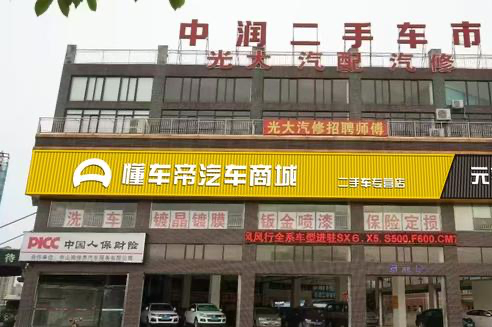 中润二手车市
光大汽配汽修
光大汽修招聘师傅
懂车帝汽车商城
二手车专营店
元
洗车
镀晶镀膜
钣金喷漆
保险定损
PICC 中国人保财险
风行全系车型进驻SX6.X5.S500.F600.CM7
待